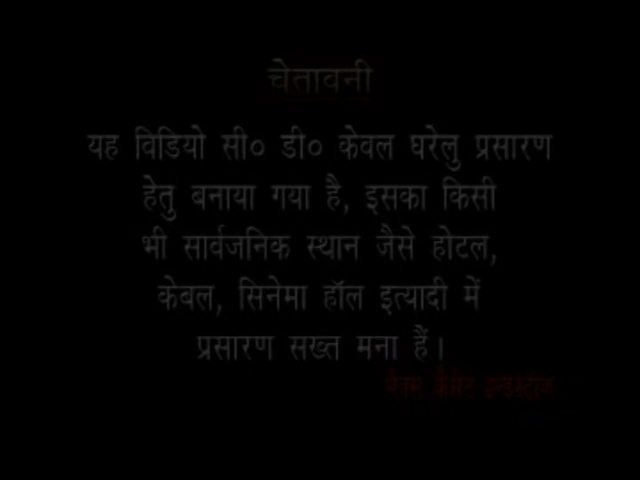 चेतावनी
यह विडियो सी० डी० केवल घरेलु प्रसारण
हेतु बनाया गया है, इसका किसी
भी सार्वजनिक स्थान जैसे होटल,
केबल, सिनेमा हॉल इत्यादी में
प्रसारण सख्त मना हैं।